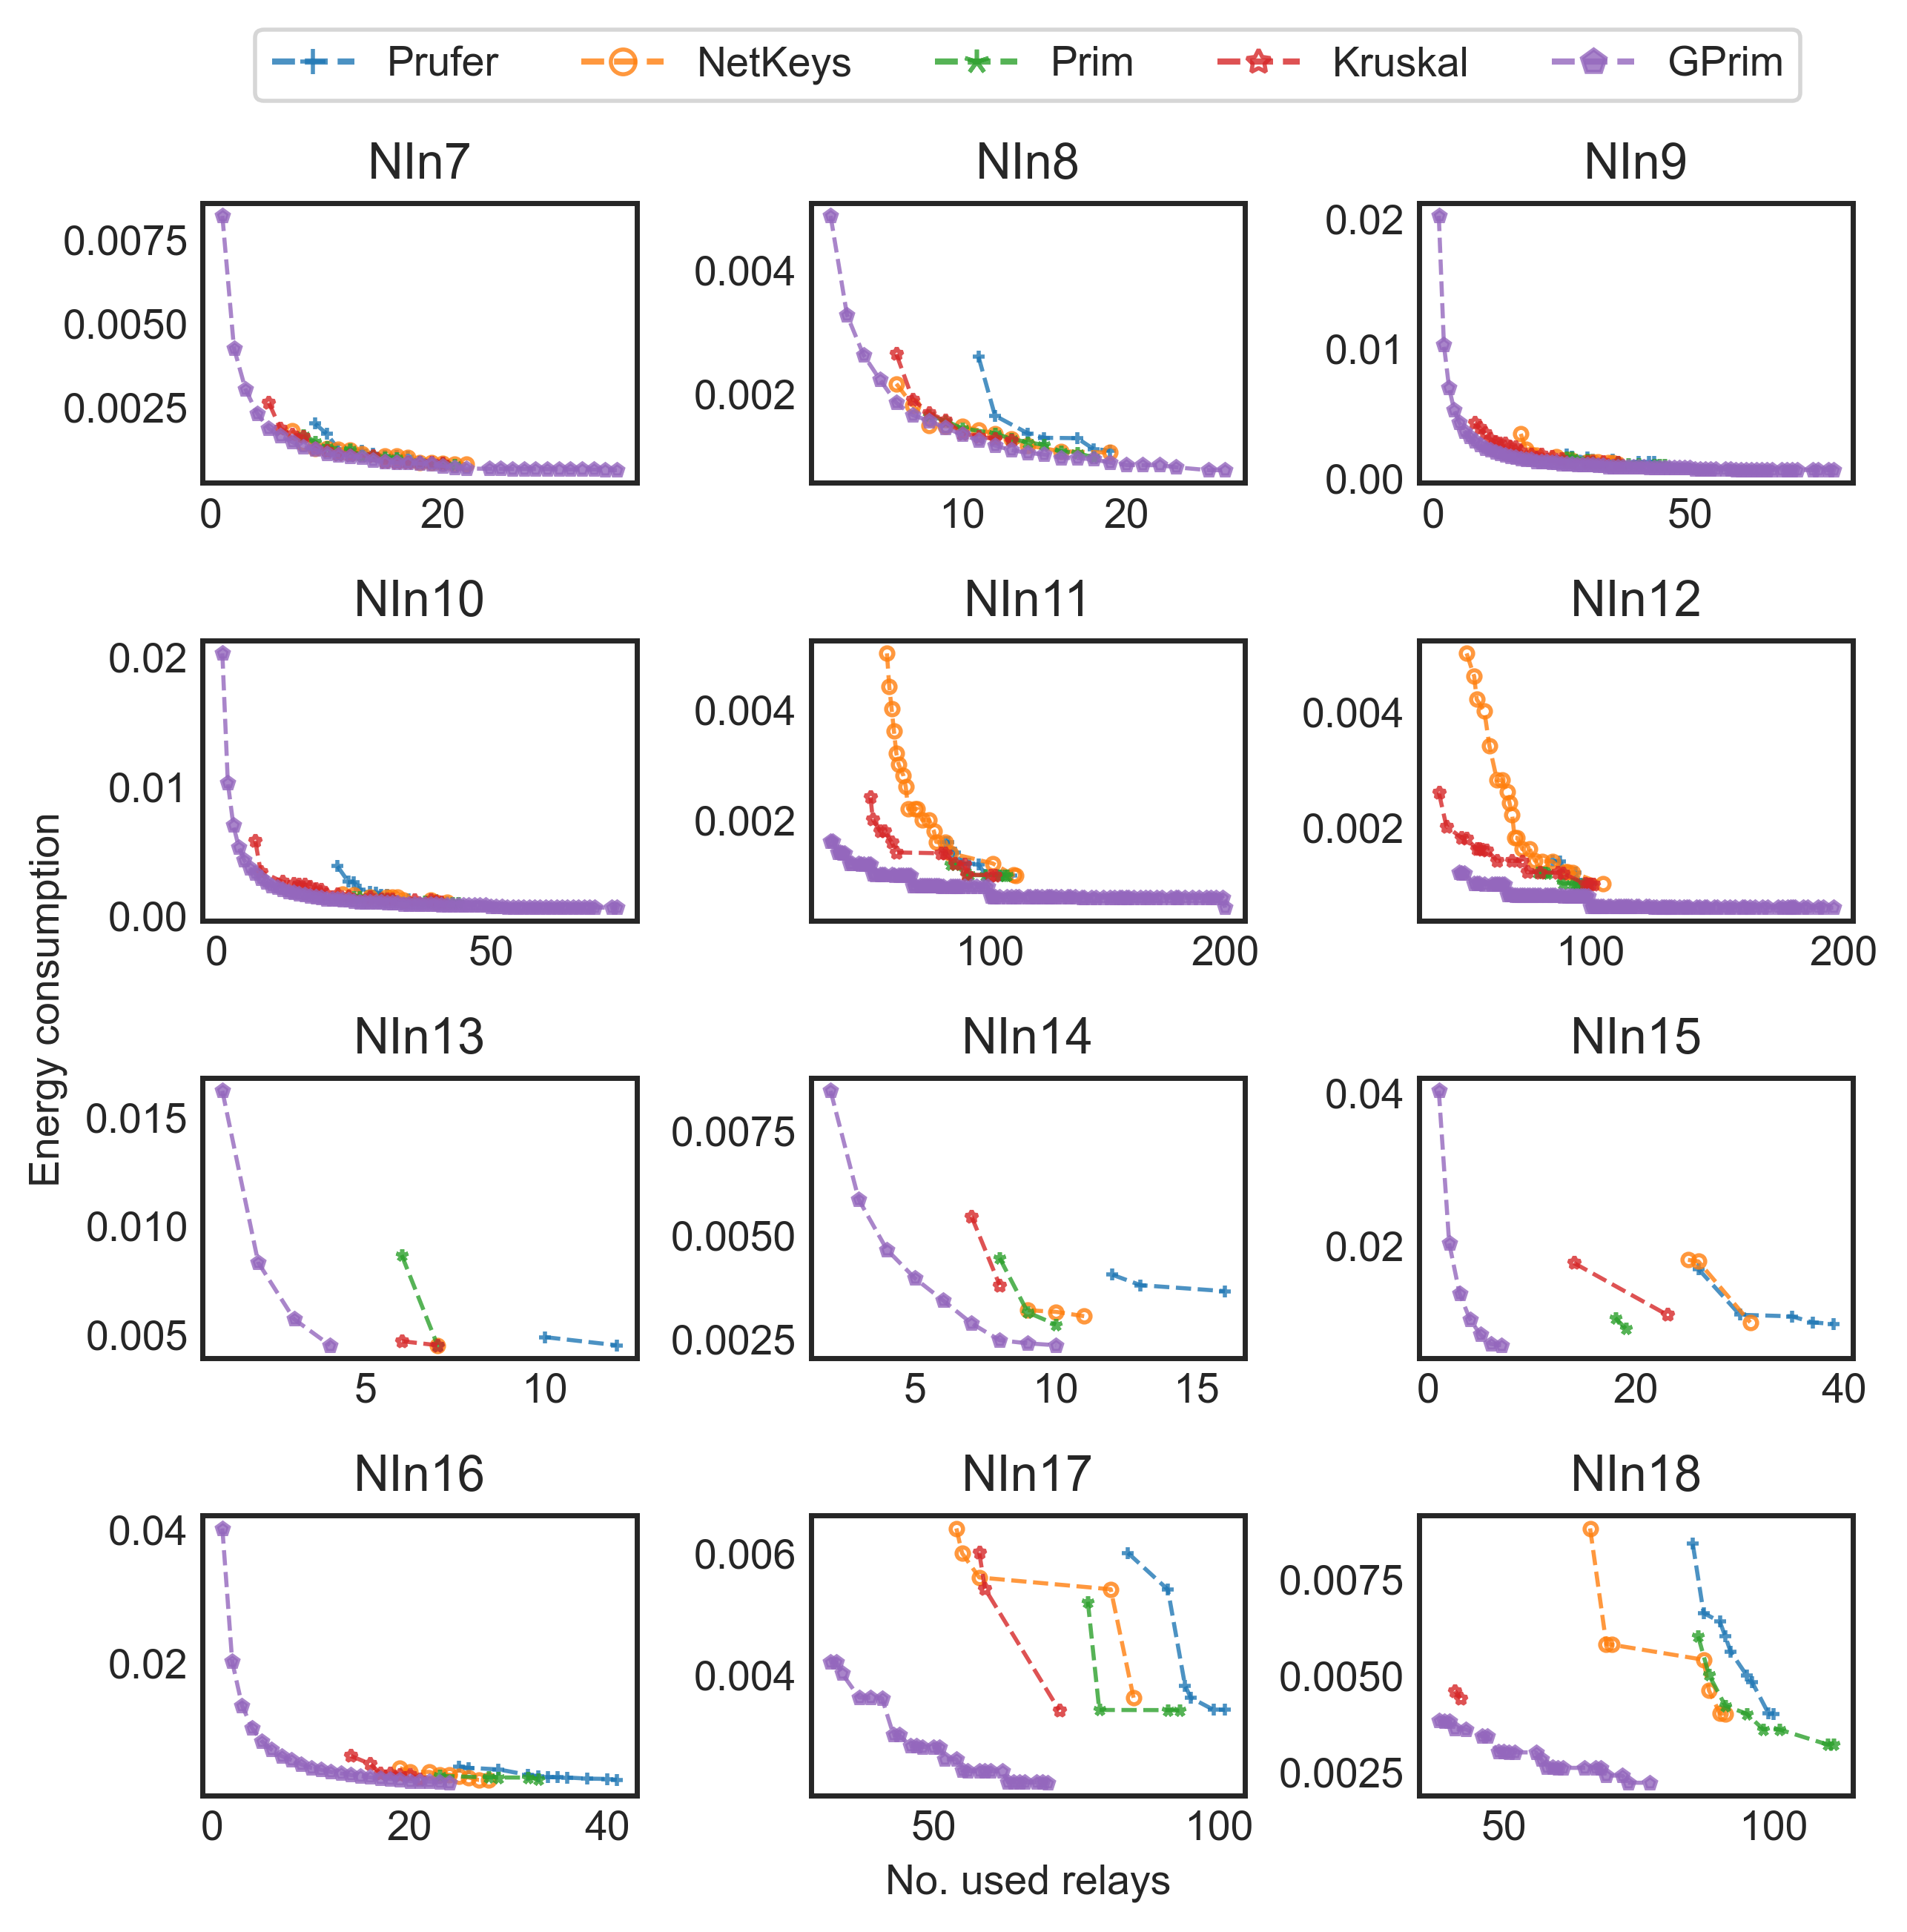 Prufer NetKeys Prim Kruskal GPrim
NIn7 NIn8 NIn9
0.0075 0.0050 0.0025
0 20
0.004 0.002
10 20
0.02 0.01 0.00
0 50
NIn10 NIn11 NIn12
0.02 0.01 0.00
0 50
0.004 0.002
100 200
0.004 0.002
100 200
Energy consumption
NIn13 NIn14 NIn15
0.015 0.010 0.005
5 10
0.0075 0.0050 0.0025
5 10 15
0.04 0.02
0 20 40
NIn16 NIn17 NIn18
0.04 0.02
0 20 40
0.006 0.004
50 100
0.0075 0.0050 0.0025
50 100
No. used relays